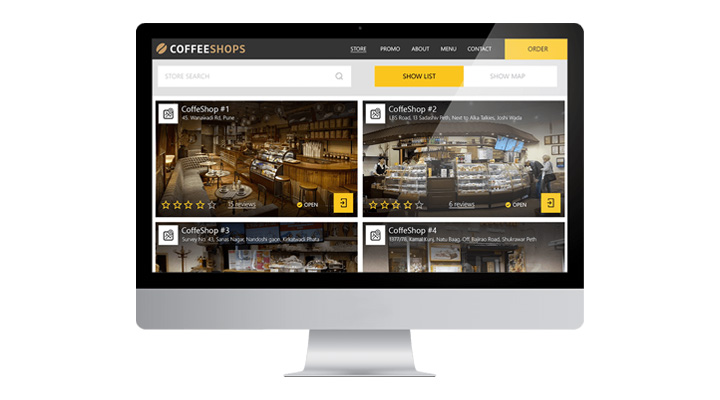 COFFEESHOPS
STORE PROMO ABOUT MENU CONTACT ORDER
STORE SEARCH SHOW LIST SHOW MAP
CoffeShop #1
45, Wanawadi Rd, Pune
15 reviews OPEN
CoffeShop #2
LBS Road, 13 Sadashiv Peth, Next to Alka Talkies, Joshi Wada
6 reviews OPEN
CoffeShop #3
Survey No. 43, Sanas Nagar, Nandoshi gaon, Kirkatwadi Phata
CoffeShop #4
1377/78, Kamal Kunj, Natu Baag, Off. Bajirao Road, Shukrawar Peth